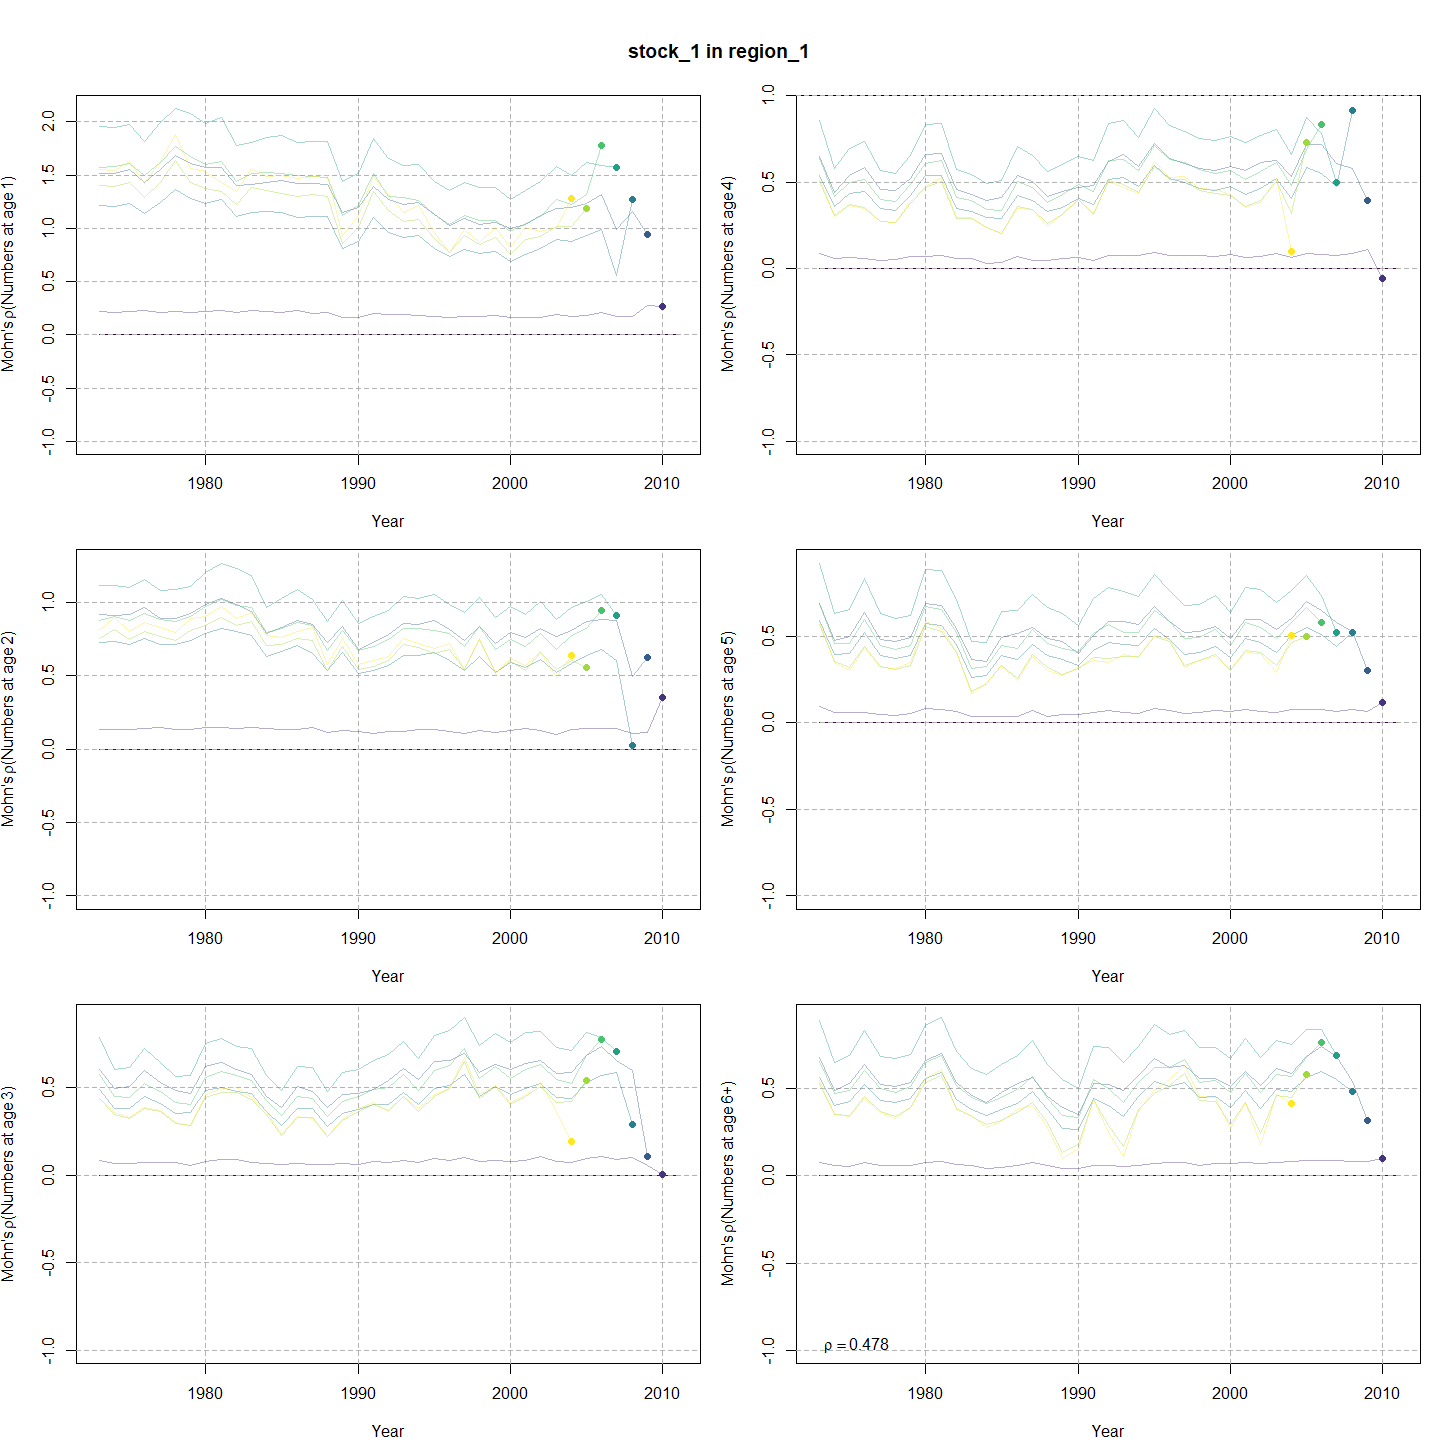 stock_1 in region_1
Mohn's ρ(Numbers at age 1)
2.0
1.5
1.0
0.5
0.0
-0.5
-1.0
1980 1990 2000 2010
Year
Mohn's ρ(Numbers at age 4)
1.0
0.5
0.0
-0.5
-1.0
1980 1990 2000 2010
Year
Mohn's ρ(Numbers at age 2)
1.0
0.5
0.0
-0.5
-1.0
1980 1990 2000 2010
Year
Mohn's ρ(Numbers at age 5)
0.5
0.0
-0.5
-1.0
1980 1990 2000 2010
Year
Mohn's ρ(Numbers at age 3)
0.5
0.0
-0.5
-1.0
1980 1990 2000 2010
Year
Mohn's ρ(Numbers at age 6+)
0.5
0.0
-0.5
-1.0
ρ = 0.478
1980 1990 2000 2010
Year